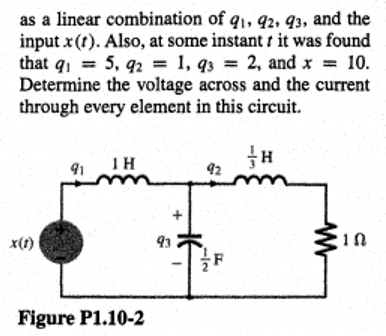 as a linear combination of q₁, q₂, q₃, and the
input x(t). Also, at some instant t it was found
that q₁ = 5, q₂ = 1, q₃ = 2, and x = 10.
Determine the voltage across and the current
through every element in this circuit.
q₁ 1 H q₂ 1/3 H
+
x(t) q₃ 1 Ω
− 1/2 F
Figure P1.10-2